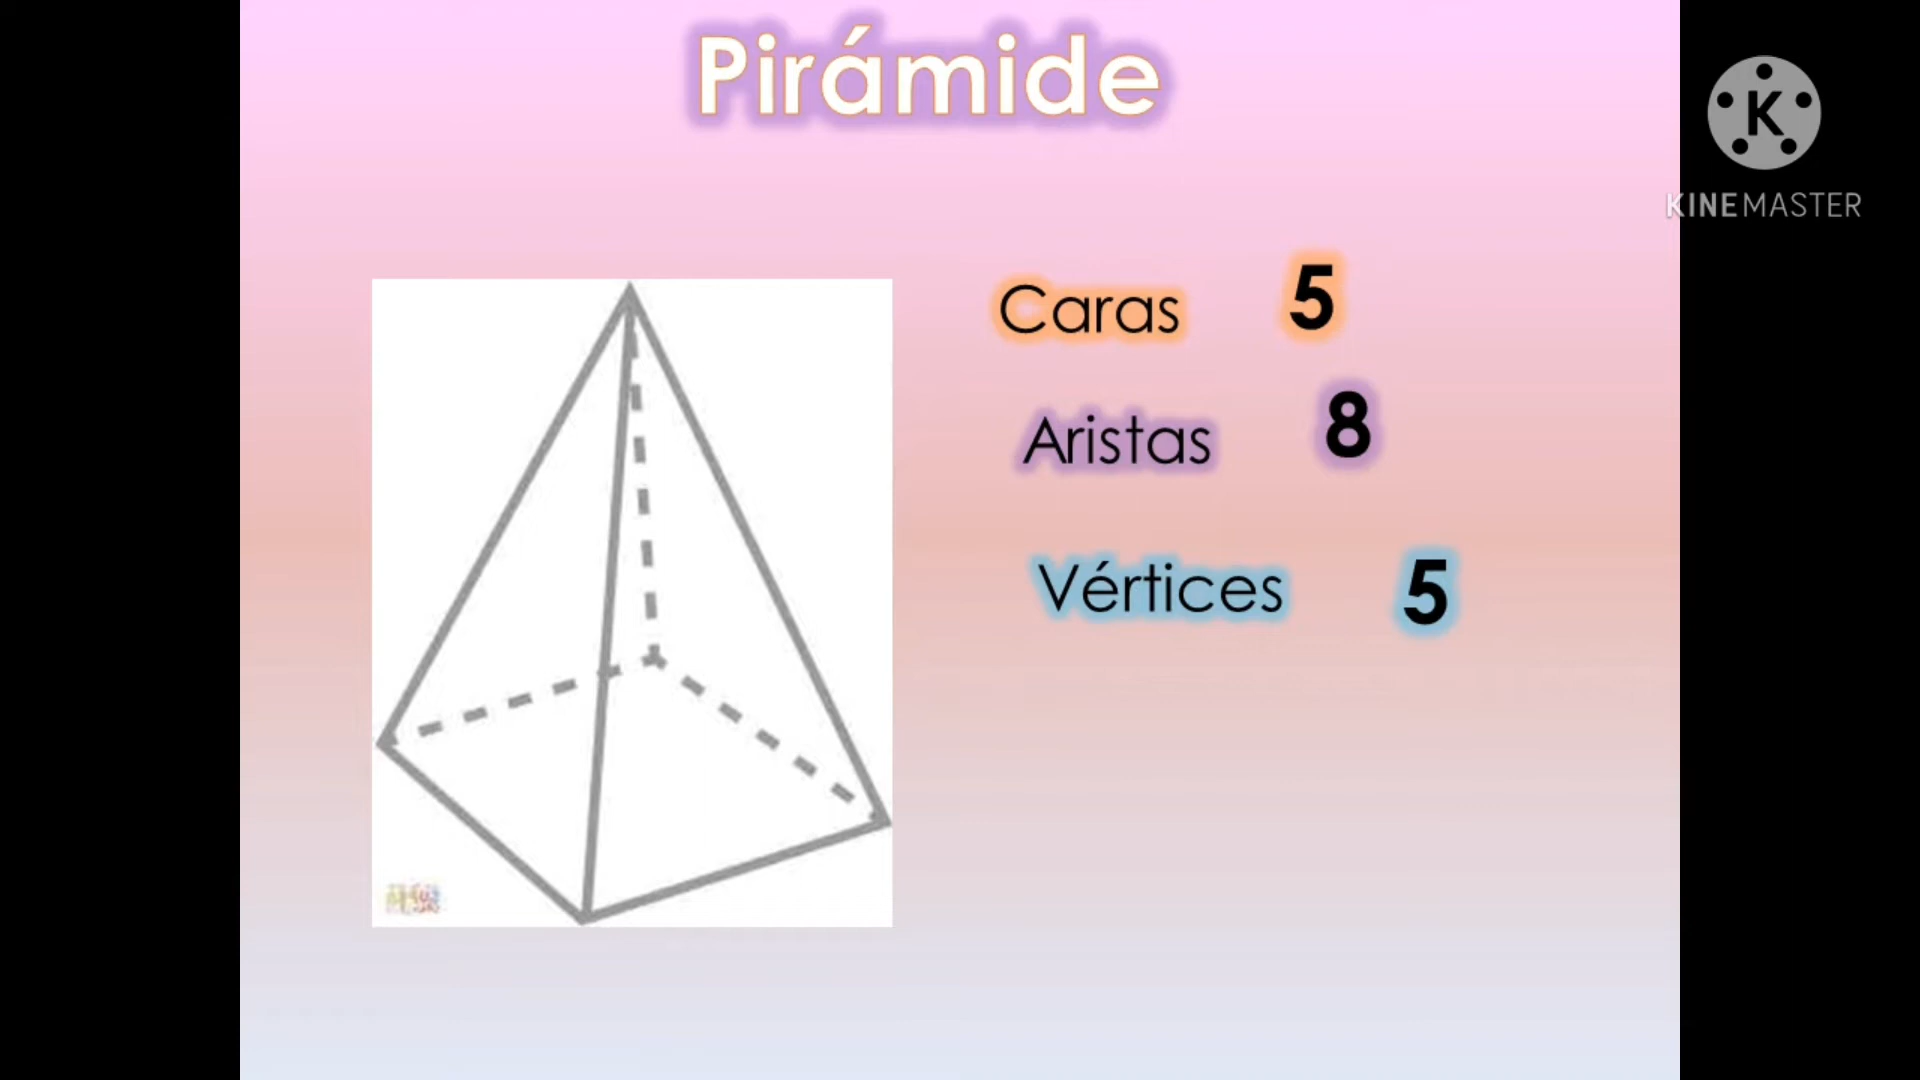 Pirámide
K
KINEMASTER
Caras 5
Aristas 8
Vértices 5